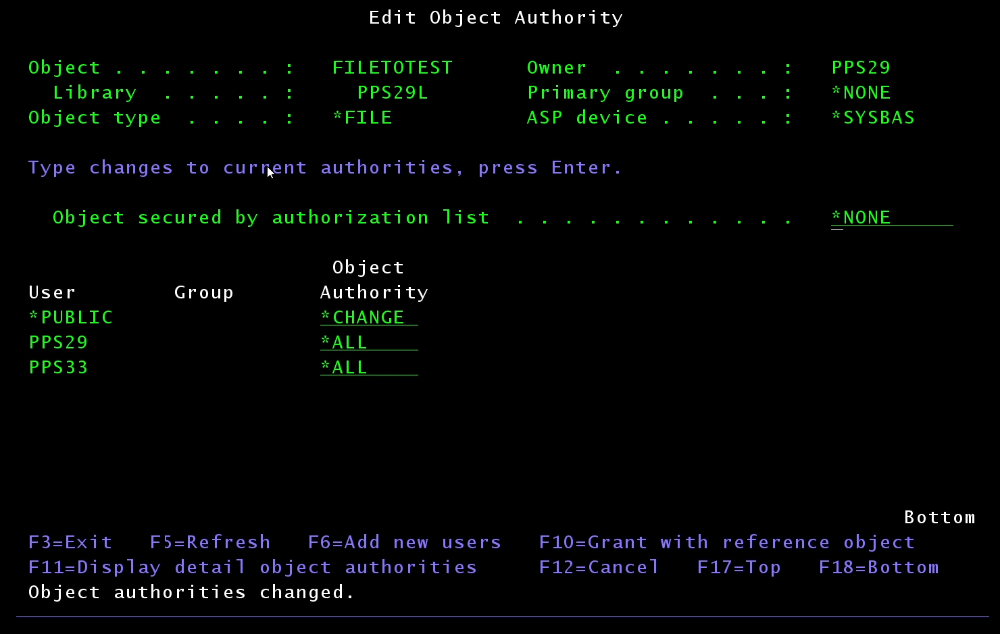 Edit Object Authority
Object . . . . . . . :   FILETOTEST      Owner  . . . . . . . :   PPS29
  Library  . . . . . :     PPS29L        Primary group  . . . :   *NONE
Object type  . . . . :   *FILE           ASP device . . . . . :   *SYSBAS
Type changes to current authorities, press Enter.
  Object secured by authorization list  . . . . . . . . . . . .   *NONE
Object
User        Group       Authority
*PUBLIC                 *CHANGE
PPS29                   *ALL
PPS33                   *ALL
Bottom
F3=Exit   F5=Refresh   F6=Add new users   F10=Grant with reference object
F11=Display detail object authorities     F12=Cancel   F17=Top   F18=Bottom
Object authorities changed.